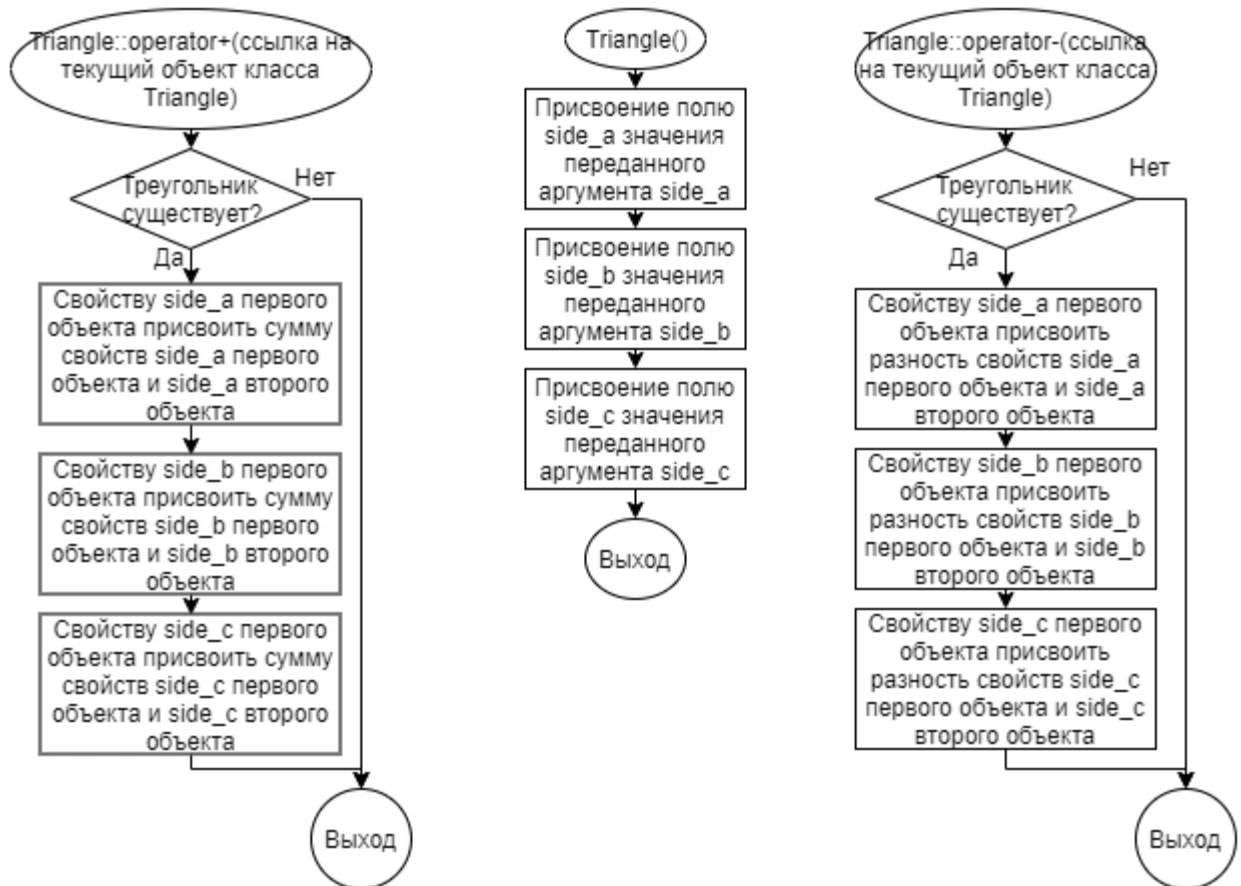 Triangle::operator+(ссылка на
текущий объект класса
Triangle)
Треугольник
существует?
Нет
Да
Свойству side_a первого
объекта присвоить сумму
свойств side_a первого
объекта и side_a второго
объекта
Свойству side_b первого
объекта присвоить сумму
свойств side_b первого
объекта и side_b второго
объекта
Свойству side_c первого
объекта присвоить сумму
свойств side_c первого
объекта и side_c второго
объекта
Выход
Triangle()
Присвоение полю
side_a значения
переданного
аргумента side_a
Присвоение полю
side_b значения
переданного
аргумента side_b
Присвоение полю
side_c значения
переданного
аргумента side_c
Выход
Triangle::operator-(ссылка
на текущий объект класса
Triangle)
Треугольник
существует?
Нет
Да
Свойству side_a первого
объекта присвоить
разность свойств side_a
первого объекта и side_a
второго объекта
Свойству side_b первого
объекта присвоить
разность свойств side_b
первого объекта и side_b
второго объекта
Свойству side_c первого
объекта присвоить
разность свойств side_c
первого объекта и side_c
второго объекта
Выход